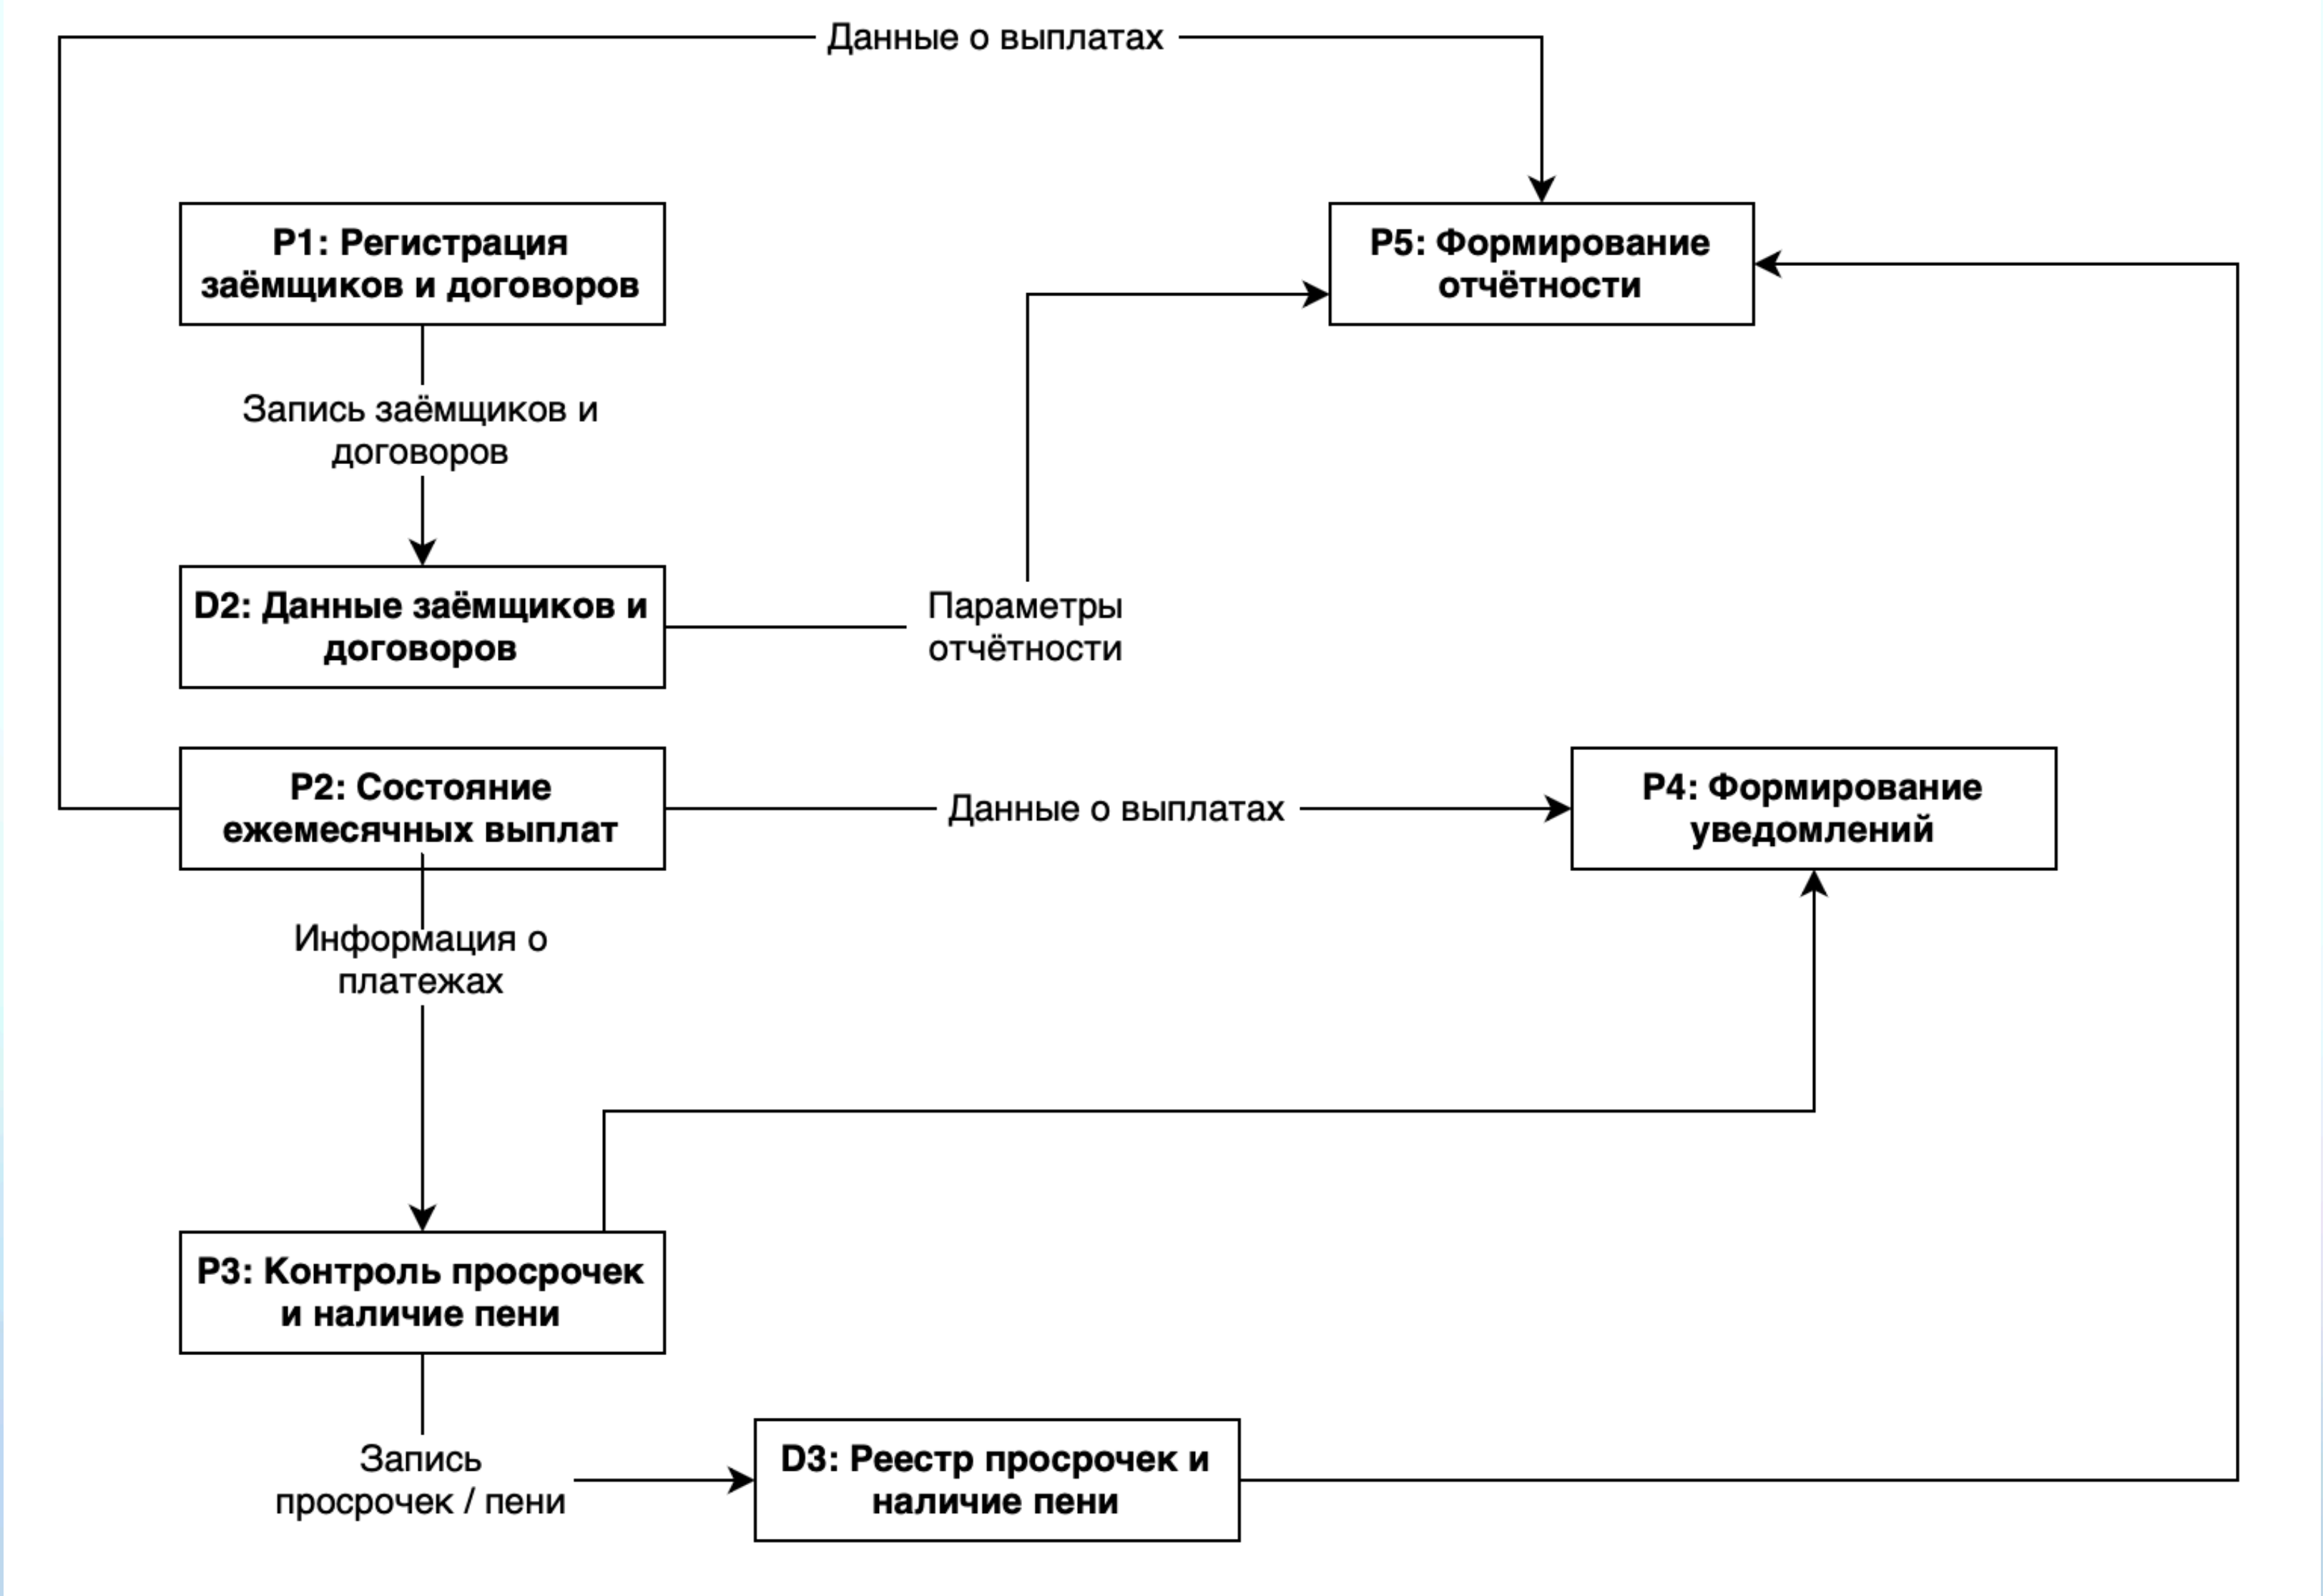 Данные о выплатах
P1: Регистрация
заёмщиков и договоров
P5: Формирование
отчётности
Запись заёмщиков и
договоров
D2: Данные заёмщиков и
договоров
Параметры
отчётности
P2: Состояние
ежемесячных выплат
Данные о выплатах
P4: Формирование
уведомлений
Информация о
платежах
P3: Контроль просрочек
и наличие пени
Запись
просрочек / пени
D3: Реестр просрочек и
наличие пени